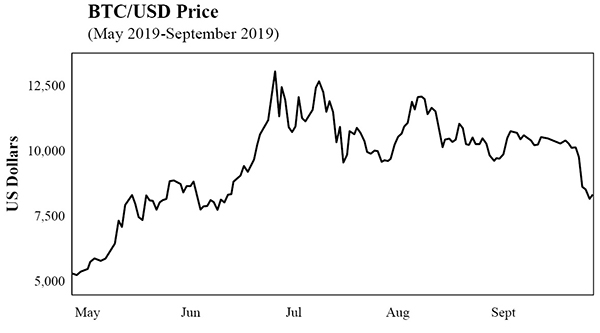 BTC/USD Price
(May 2019-September 2019)
US Dollars
12,500
10,000
7,500
5,000
May Jun Jul Aug Sept